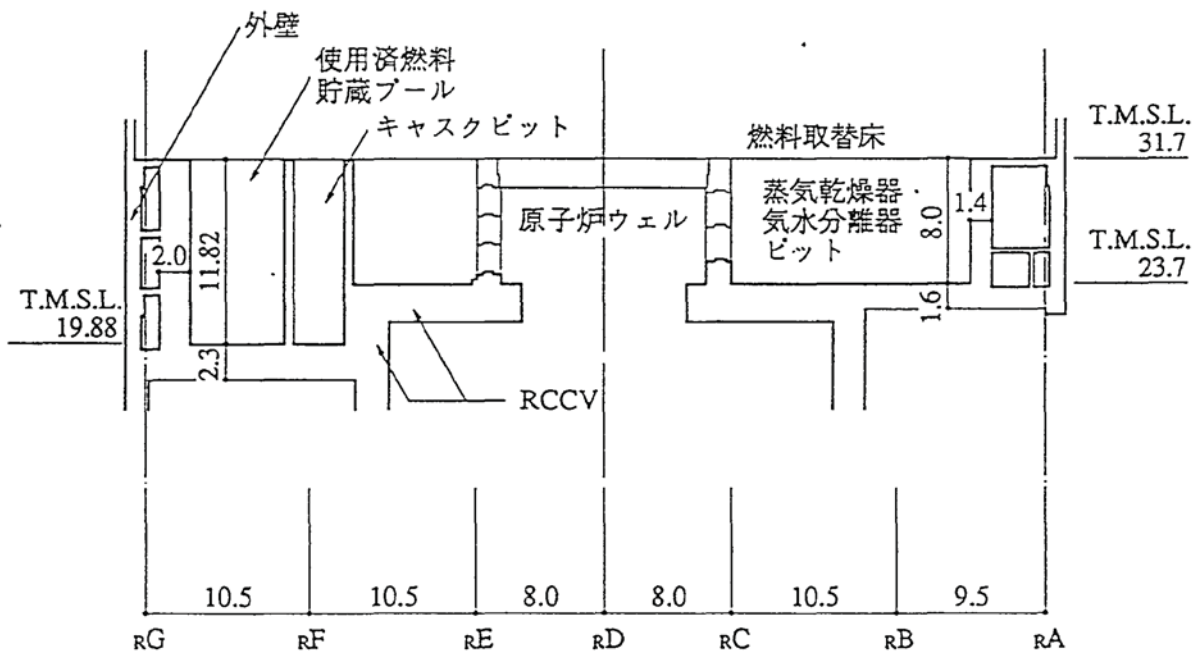 外壁
使用済燃料
貯蔵プール
キャスクピット
燃料取替床
T.M.S.L.
31.7
蒸気乾燥器
気水分離器
ピット
原子炉ウェル
8.0
1.4
2.0
11.82
T.M.S.L.
23.7
T.M.S.L.
19.88
1.6
2.3
RCCV
10.5
10.5
8.0
8.0
10.5
9.5
RG
RF
RE
RD
RC
RB
RA